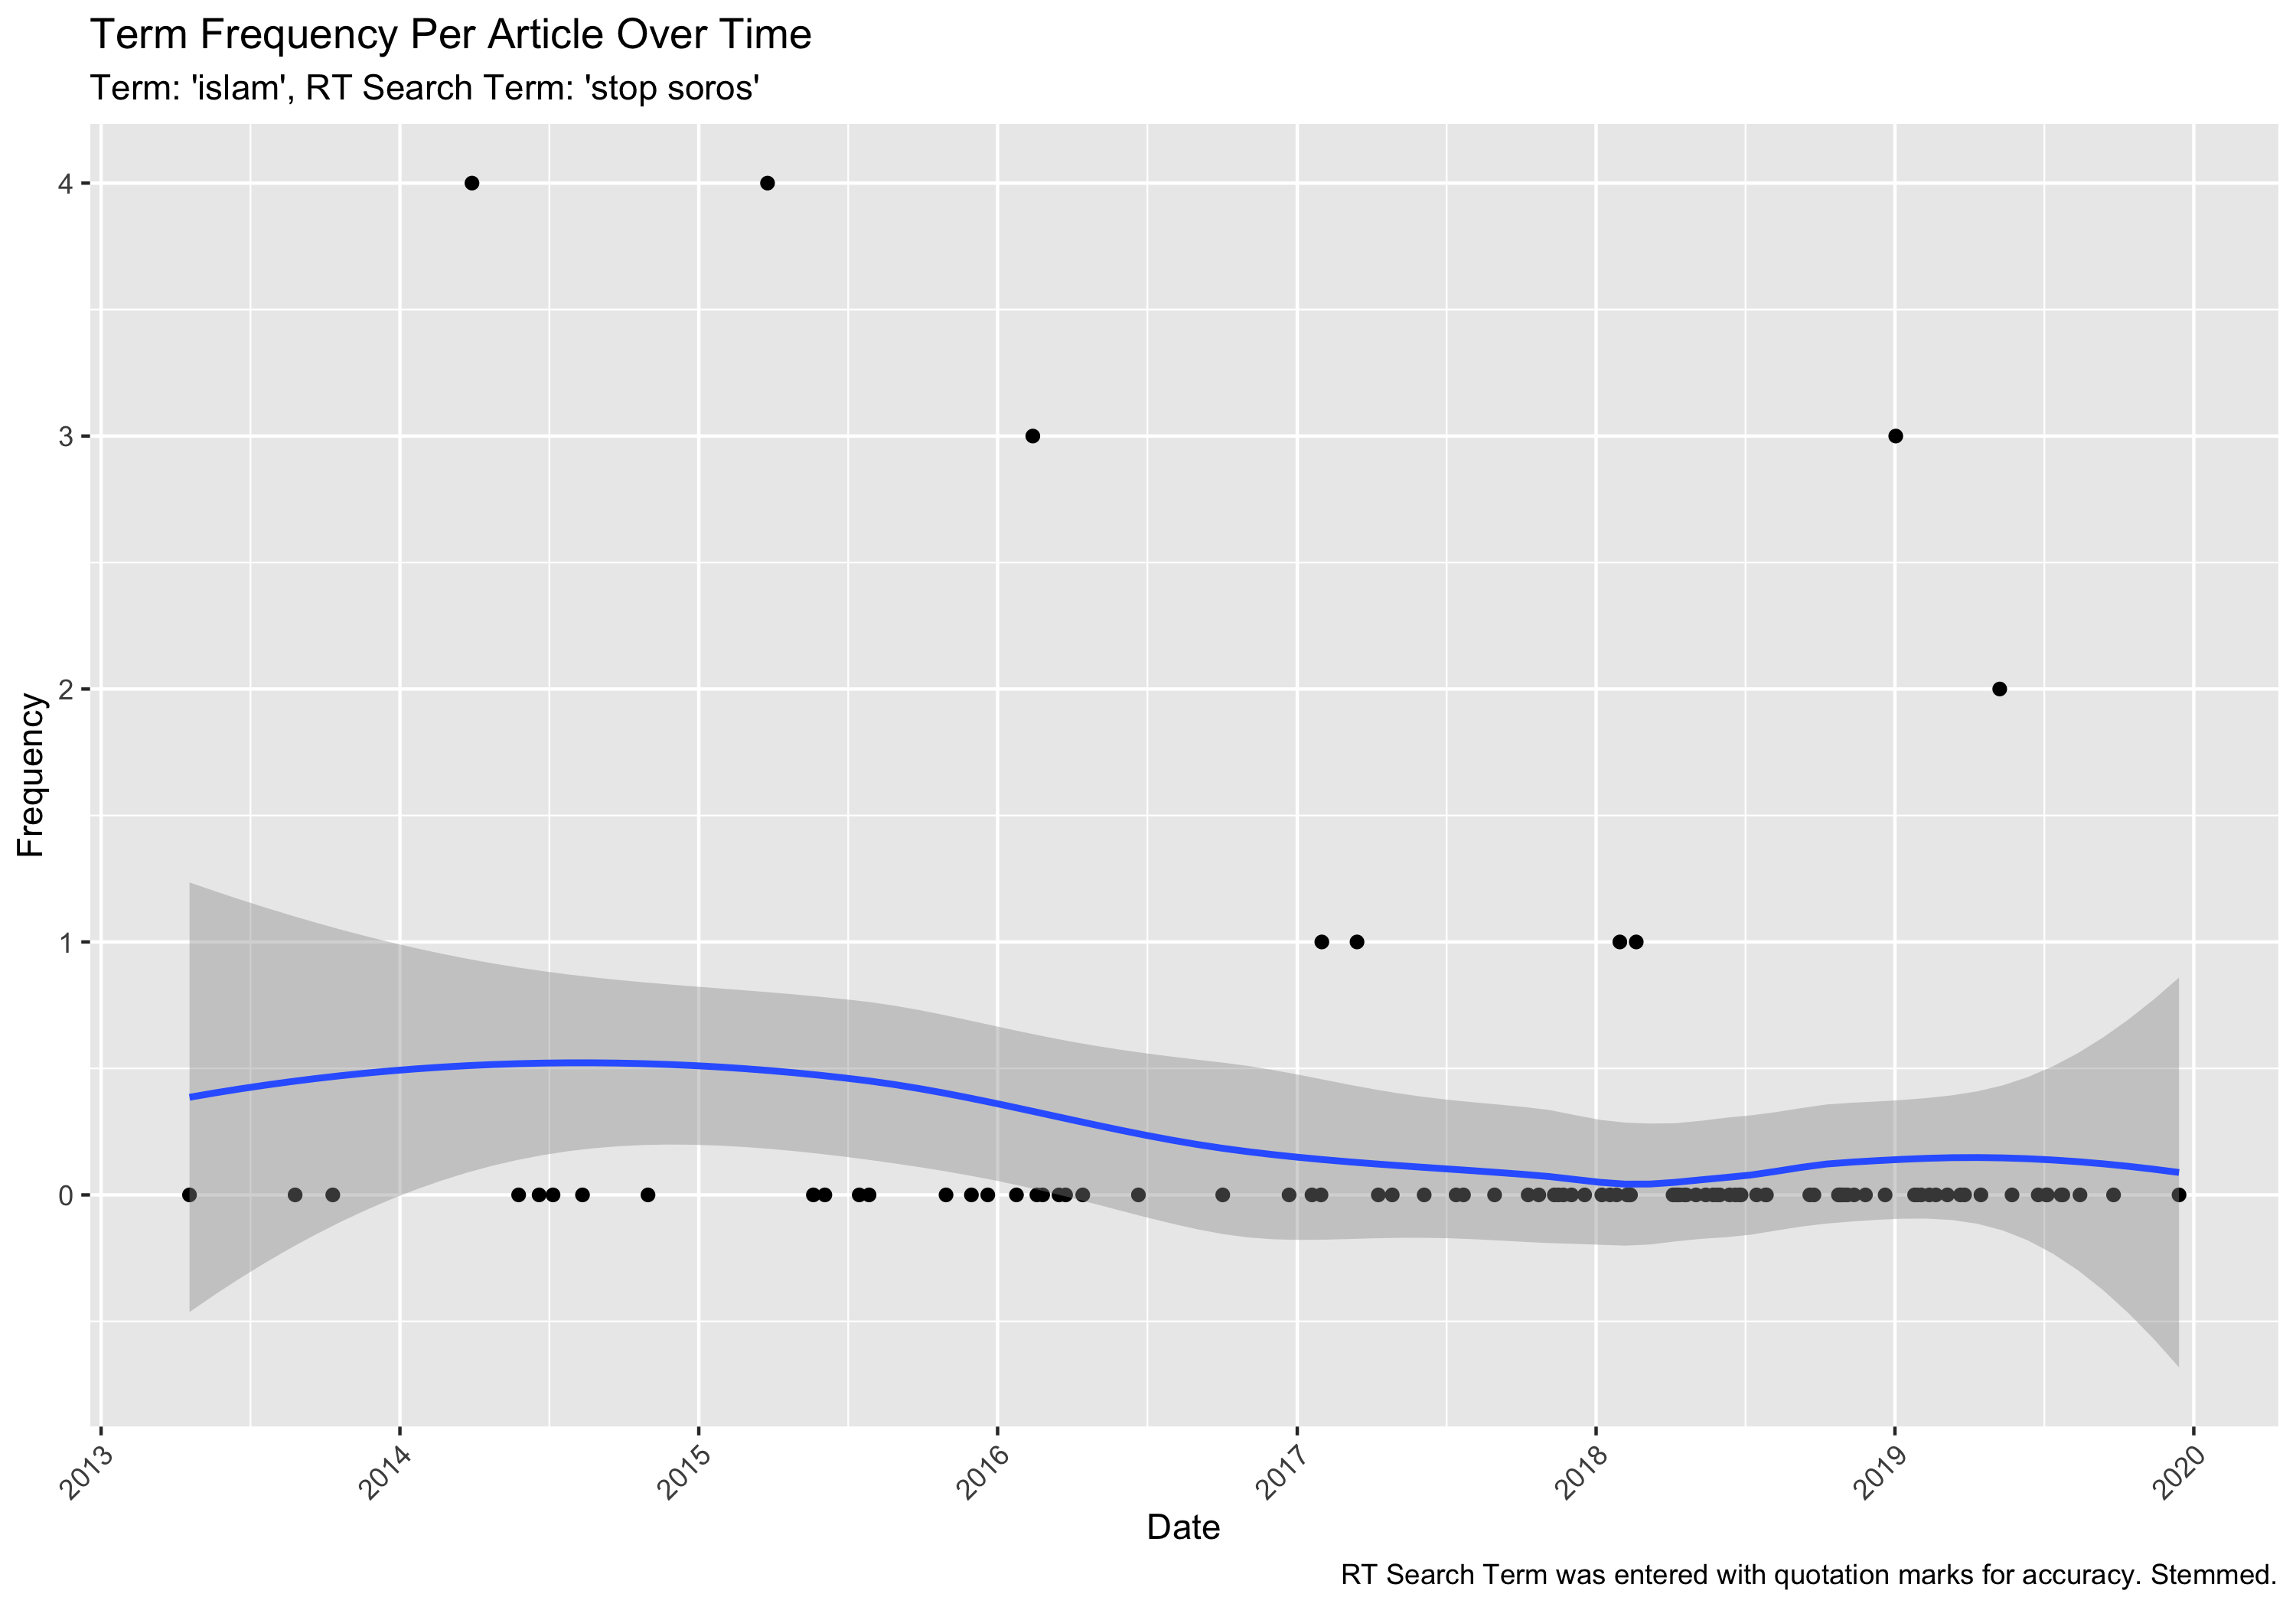 Term Frequency Per Article Over Time
Term: 'islam', RT Search Term: 'stop soros'
Frequency
4
3
2
1
0
2013
2014
2015
2016
2017
2018
2019
2020
Date
RT Search Term was entered with quotation marks for accuracy. Stemmed.